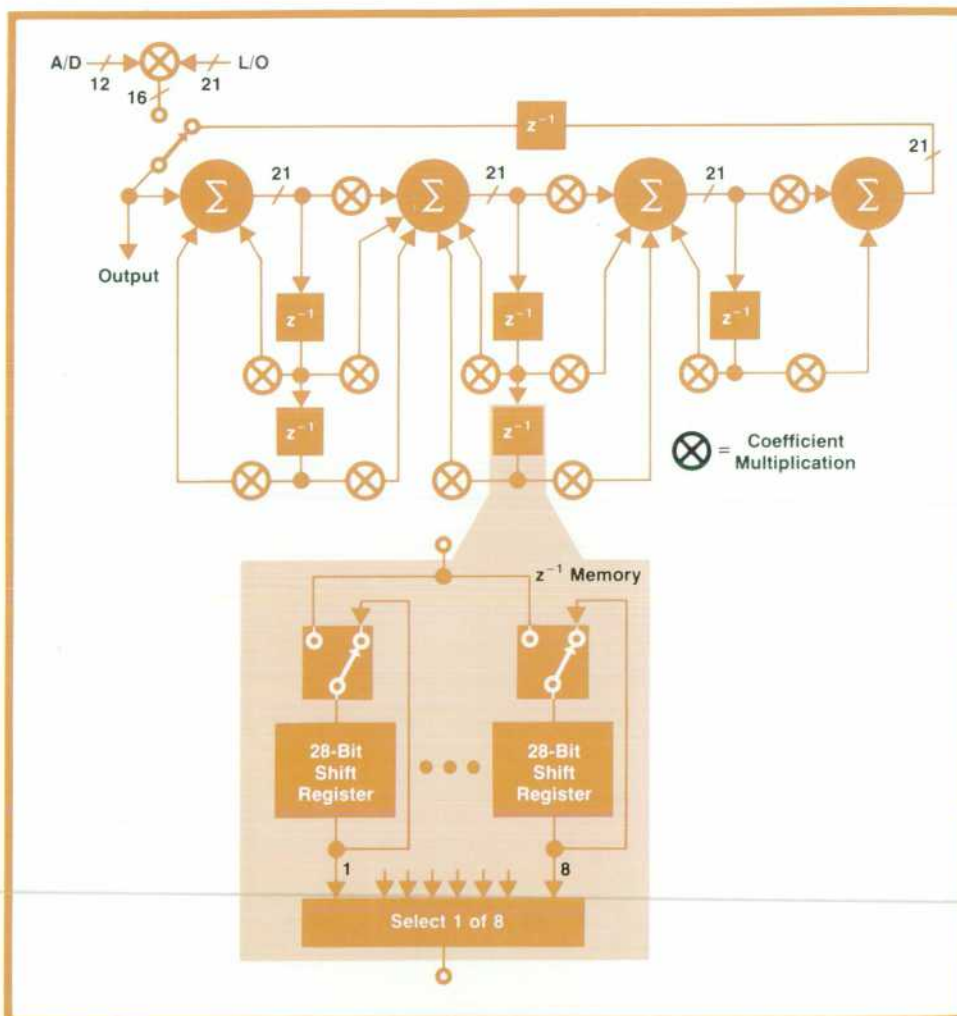 A/D
12
L/O
21
16
z⁻¹
21
Σ
21
Σ
21
Σ
21
Σ
Output
z⁻¹
z⁻¹
z⁻¹
z⁻¹
z⁻¹
= Coefficient
Multiplication
z⁻¹ Memory
28-Bit
Shift
Register
28-Bit
Shift
Register
1
8
Select 1 of 8